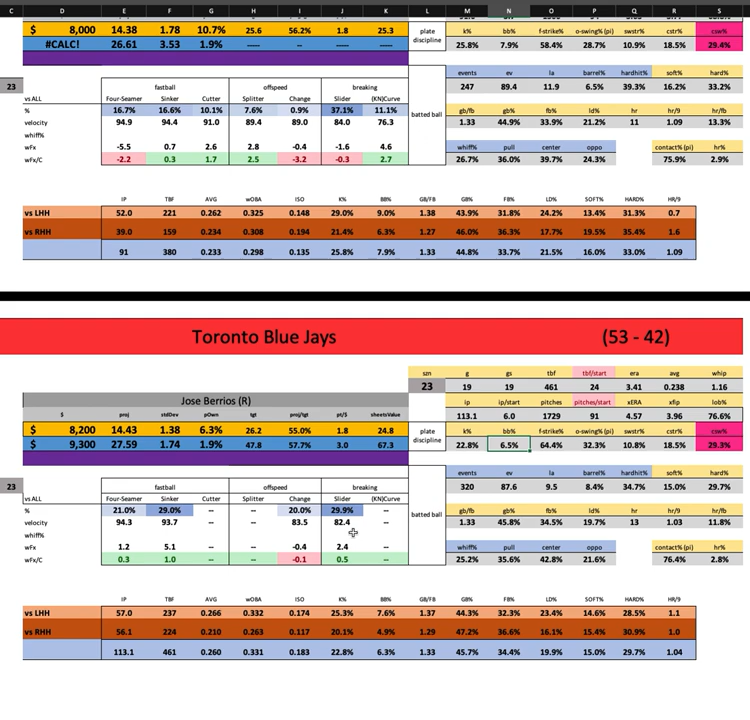 C D E F G H I J K L M N O P Q R S
$ 8,000 14.38 1.78 10.7% 25.6 56.2% 1.8 25.3 plate discipline
#CALC! 26.61 3.53 1.9% ---- -- ---- -- 25.8% 7.9% 58.4% 28.7% 10.9% 18.5% 29.4%
events ev la barrel% hardhit% soft% hard%
23 fastball offspeed breaking 247 89.4 11.9 6.5% 39.3% 16.2% 33.2%
vs ALL Four-Seamer Sinker Cutter Splitter Change Slider (KN)Curve
% 16.7% 16.6% 10.1% 7.6% 0.9% 37.1% 11.1% batted ball gb/fb gb% fb% ld% hr hr/9 hr/fb
velocity 94.9 94.4 91.0 89.4 89.0 84.0 76.3 1.33 44.9% 33.9% 21.2% 11 1.09 13.3%
whiff%
wFx -5.5 0.7 2.6 2.8 -0.4 -1.6 4.6 whiff% pull center oppo contact% (pi) hr%
wFx/C -2.2 0.3 1.7 2.5 -3.2 -0.3 2.7 26.7% 36.0% 39.7% 24.3% 75.9% 2.9%
IP TBF AVG wOBA ISO K% BB% GB/FB GB% FB% LD% SOFT% HARD% HR/9
vs LHH 52.0 221 0.262 0.325 0.148 29.0% 9.0% 1.38 43.9% 31.8% 24.2% 13.4% 31.3% 0.7
vs RHH 39.0 159 0.234 0.308 0.194 21.4% 6.3% 1.27 46.0% 36.3% 17.7% 19.5% 35.4% 1.6
91 380 0.233 0.298 0.135 25.8% 7.9% 1.33 44.8% 33.7% 21.5% 16.0% 33.0% 1.09
Toronto Blue Jays (53 - 42)
szn g gs tbf tbf/start era avg whip
23 19 19 461 24 3.41 0.238 1.16
Jose Berrios (R) ip ip/start pitches pitches/start xERA xfip lob%
$ proj stdDev pOwn tgt proj/tgt pt/$ sheetsValue 113.1 6.0 1729 91 4.57 3.96 76.6%
$ 8,200 14.43 1.38 6.3% 26.2 55.0% 1.8 24.8 plate discipline k% bb% f-strike% o-swing% (pi) swstr% cstr% csw%
$ 9,300 27.59 1.74 1.9% 47.8 57.7% 3.0 67.3 22.8% 6.5% 64.4% 32.3% 10.8% 18.5% 29.3%
events ev la barrel% hardhit% soft% hard%
23 fastball offspeed breaking 320 87.6 9.5 8.4% 34.7% 15.0% 29.7%
vs ALL Four-Seamer Sinker Cutter Splitter Change Slider (KN)Curve
% 21.0% 29.0% -- -- 20.0% 29.9% -- batted ball gb/fb gb% fb% ld% hr hr/9 hr/fb
velocity 94.3 93.7 -- -- 83.5 82.4 -- 1.33 45.8% 34.5% 19.7% 13 1.03 11.8%
whiff%
wFx 1.2 5.1 -- -- -0.4 2.4 -- whiff% pull center oppo contact% (pi) hr%
wFx/C 0.3 1.0 -- -- -0.1 0.5 -- 25.2% 35.6% 42.8% 21.6% 76.4% 2.8%
IP TBF AVG wOBA ISO K% BB% GB/FB GB% FB% LD% SOFT% HARD% HR/9
vs LHH 57.0 237 0.266 0.332 0.174 25.3% 7.6% 1.37 44.3% 32.3% 23.4% 14.6% 28.5% 1.1
vs RHH 56.1 224 0.210 0.263 0.117 20.1% 4.9% 1.29 47.2% 36.6% 16.1% 15.4% 30.9% 1.0
113.1 461 0.260 0.331 0.183 22.8% 6.3% 1.33 45.7% 34.4% 19.9% 15.0% 29.7% 1.04